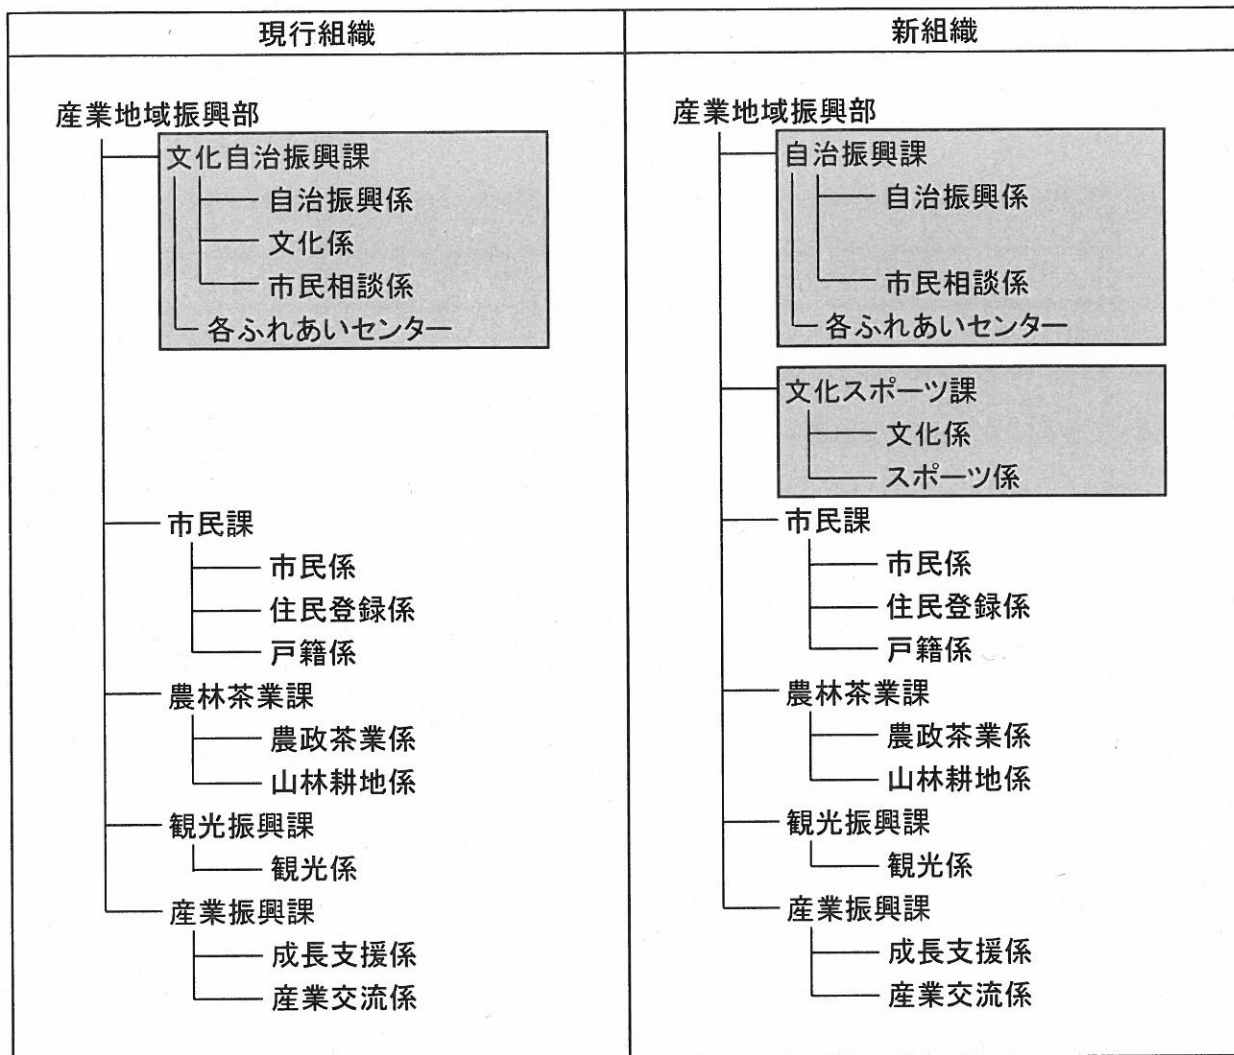 現行組織
産業地域振興部
文化自治振興課
自治振興係
文化係
市民相談係
各ふれあいセンター
市民課
市民係
住民登録係
戸籍係
農林茶業課
農政茶業係
山林耕地係
観光振興課
観光係
産業振興課
成長支援係
産業交流係
新組織
産業地域振興部
自治振興課
自治振興係
市民相談係
各ふれあいセンター
文化スポーツ課
文化係
スポーツ係
市民課
市民係
住民登録係
戸籍係
農林茶業課
農政茶業係
山林耕地係
観光振興課
観光係
産業振興課
成長支援係
産業交流係